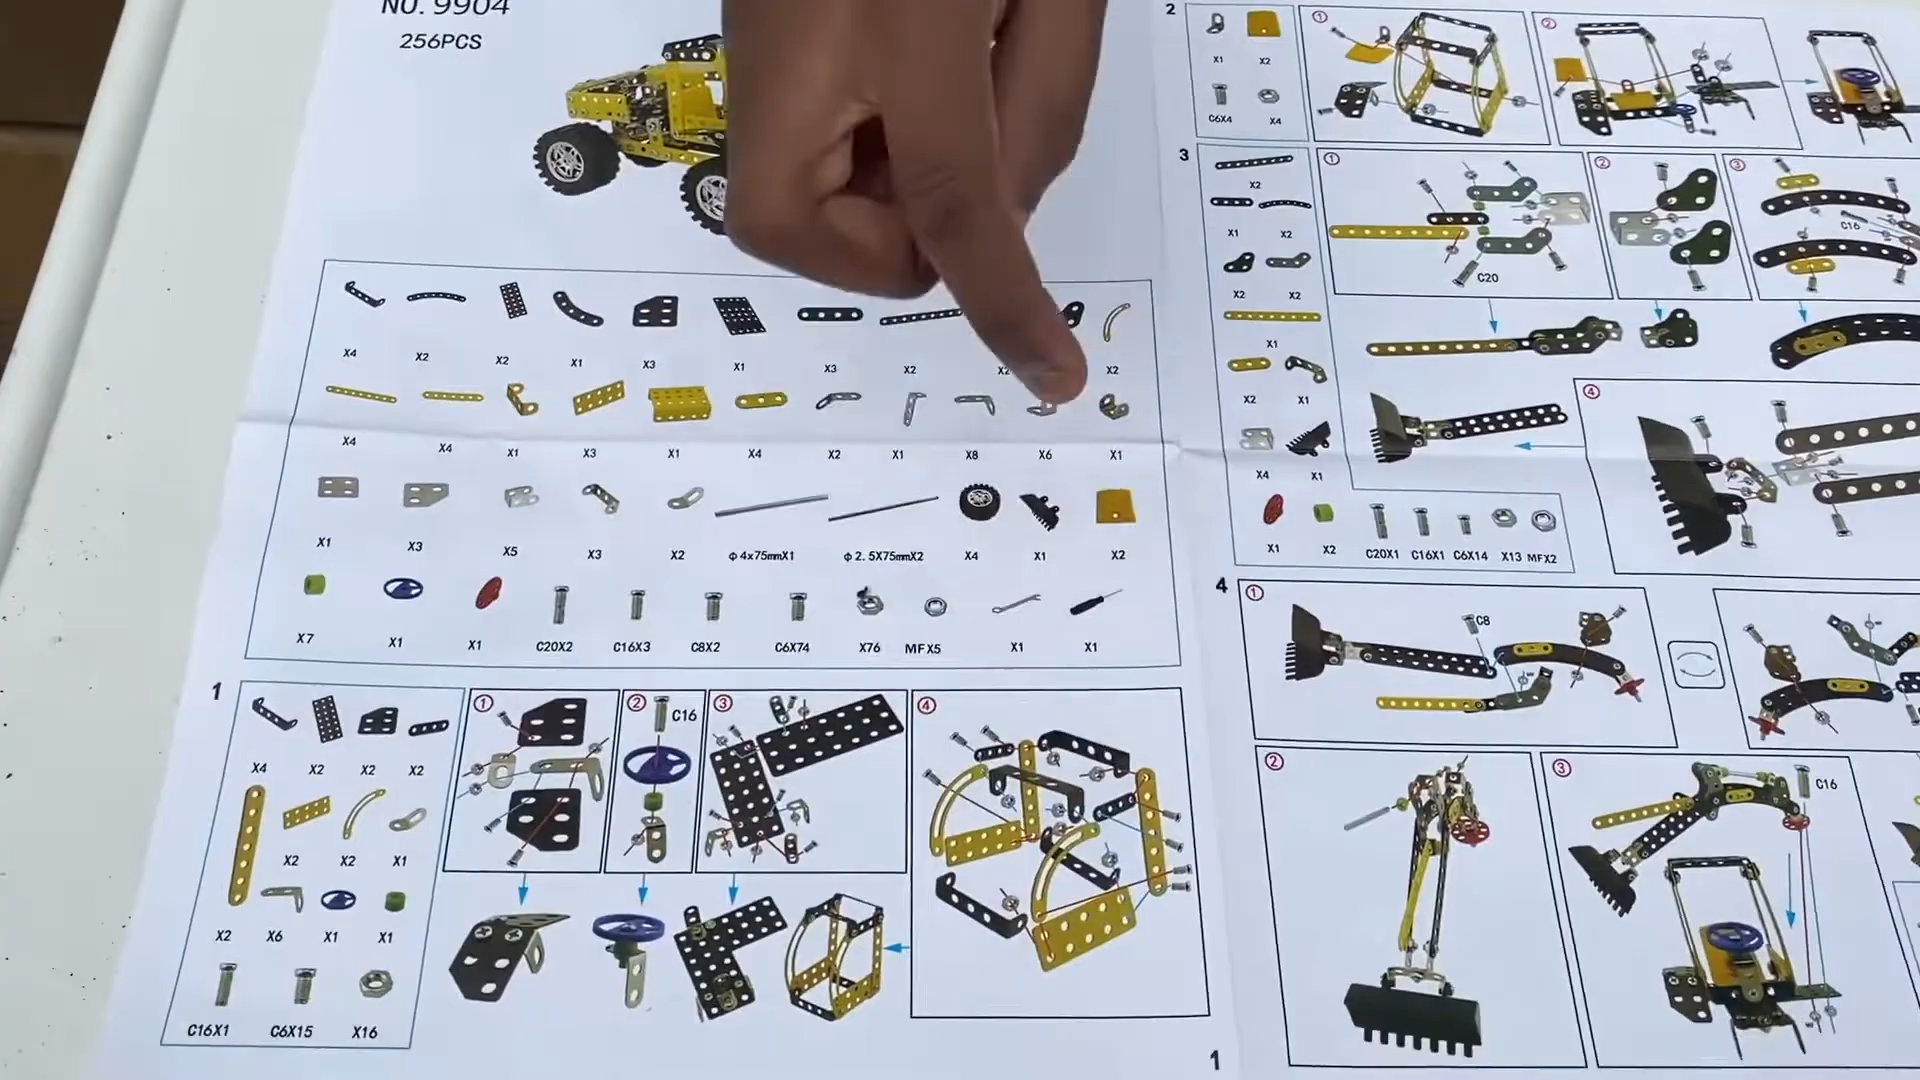 NO. 9904
256PCS
X4 X2 X2 X1 X3 X1 X3 X2 X2
X4 X4 X1 X3 X1 X4 X2 X1 X8 X6 X1
X1 X3 X5 X3 X2 Φ4x75mmX1 Φ2.5X75mmX2 X4 X1 X2
X7 X1 X1 C20X2 C16X3 C8X2 C6X74 X76 MFX5 X1 X1
1
① ② C16 ③ ④
X4 X2 X2 X2
X2 X2 X1
X2 X6 X1 X1
C16X1 C6X15 X16
1
2
X1 X2
C6X4 X4
① ②
3
X2
X1 X2
X2 X2
X1
X2 X1
X4 X1
X1 X2 C20X1 C16X1 C6X14 X13 MFX2
① C20 ② ③ C16
④
4
① C8
② ③ C16